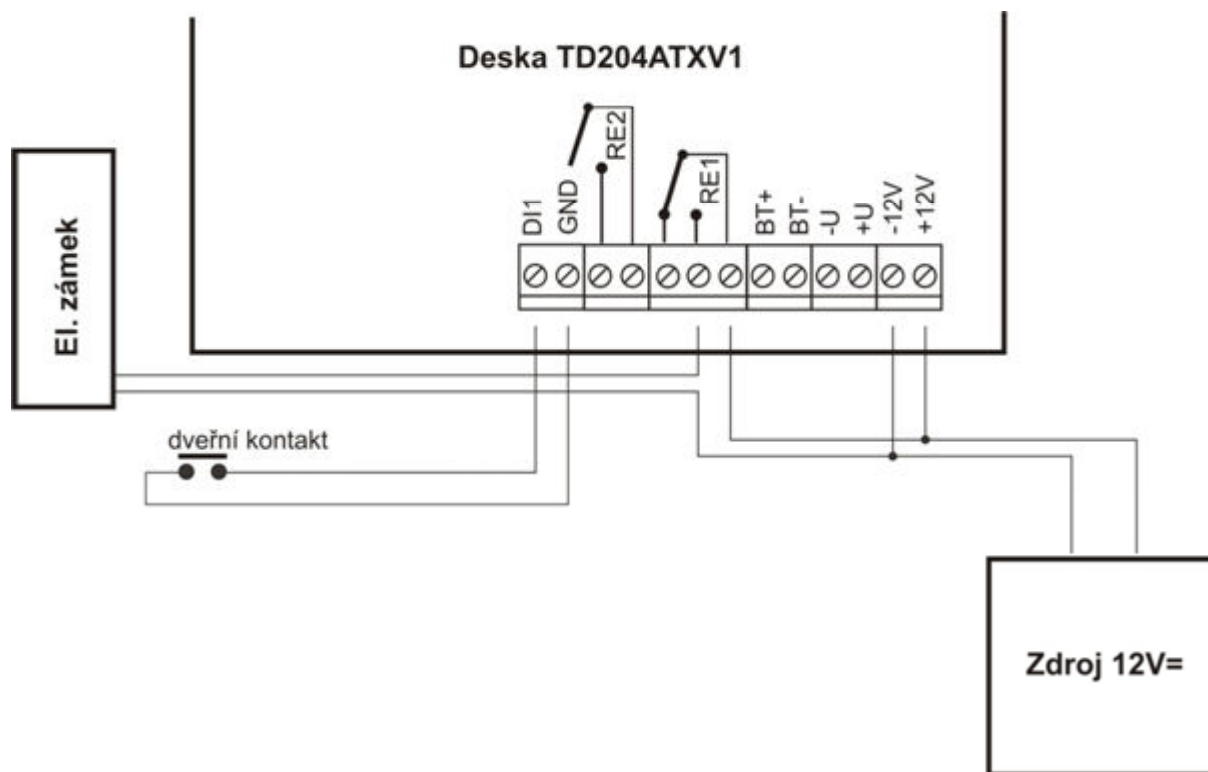 Deska TD204ATXV1
El. zámek
DI1
GND
RE2
RE1
BT+
BT-
-U
+U
-12V
+12V
dveřní kontakt
Zdroj 12V=